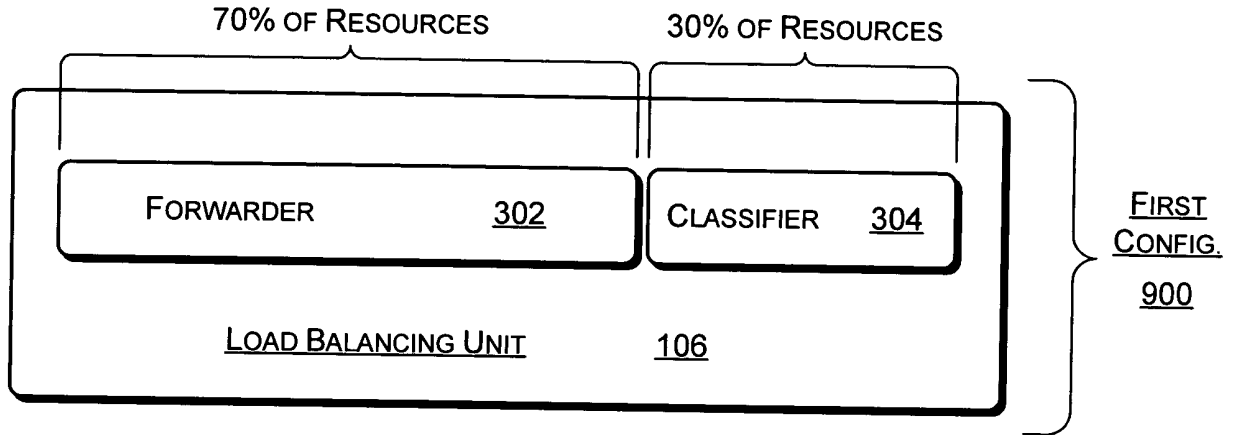 70% OF RESOURCES 30% OF RESOURCES
FORWARDER 302 CLASSIFIER 304
LOAD BALANCING UNIT 106
FIRST
CONFIG.
900